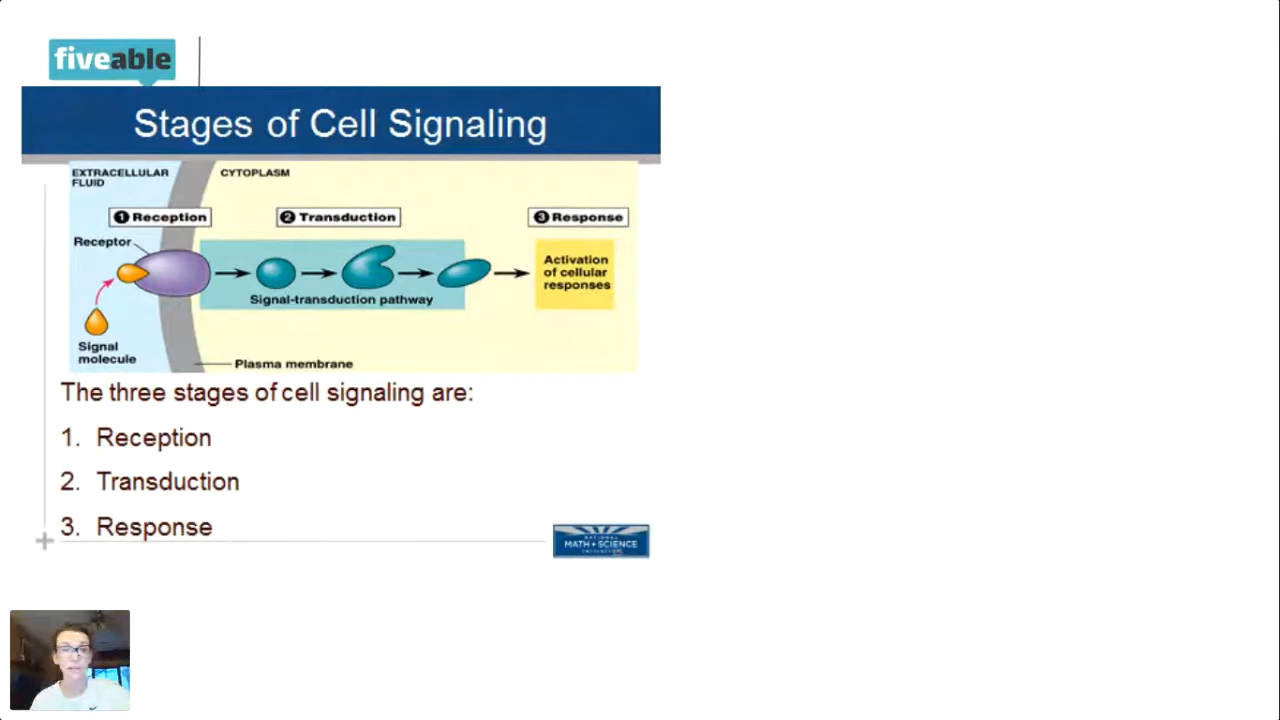 fiveable
Stages of Cell Signaling
EXTRACELLULAR
FLUID
CYTOPLASM
1 Reception
2 Transduction
3 Response
Receptor
Activation
of cellular
responses
Signal-transduction pathway
Signal
molecule
Plasma membrane
The three stages of cell signaling are:
1. Reception
2. Transduction
3. Response
NATIONAL
MATH + SCIENCE
INITIATIVE